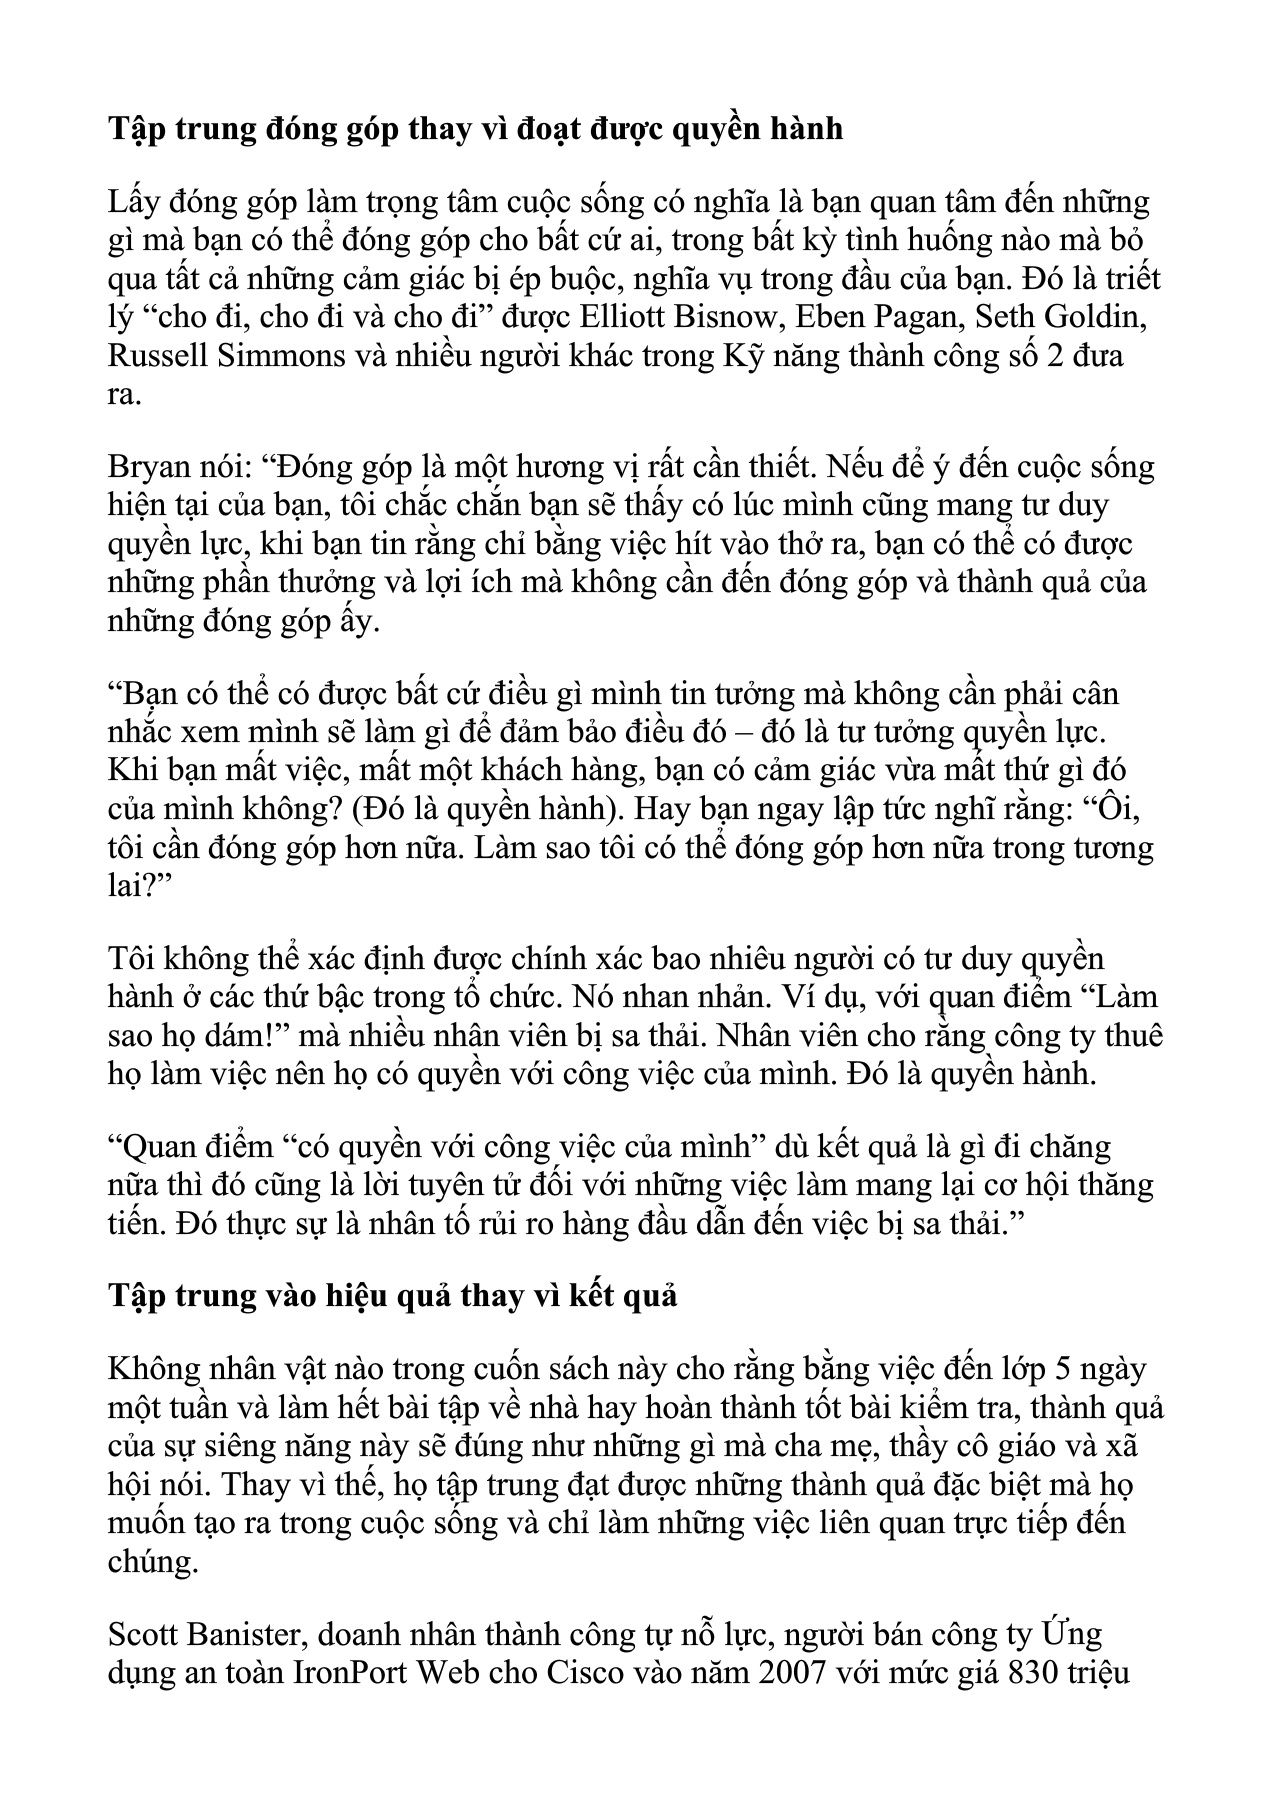 Tập trung đóng góp thay vì đoạt được quyền hành
Lấy đóng góp làm trọng tâm cuộc sống có nghĩa là bạn quan tâm đến những
gì mà bạn có thể đóng góp cho bất cứ ai, trong bất kỳ tình huống nào mà bỏ
qua tất cả những cảm giác bị ép buộc, nghĩa vụ trong đầu của bạn. Đó là triết
lý “cho đi, cho đi và cho đi” được Elliott Bisnow, Eben Pagan, Seth Goldin,
Russell Simmons và nhiều người khác trong Kỹ năng thành công số 2 đưa
ra.
Bryan nói: “Đóng góp là một hương vị rất cần thiết. Nếu để ý đến cuộc sống
hiện tại của bạn, tôi chắc chắn bạn sẽ thấy có lúc mình cũng mang tư duy
quyền lực, khi bạn tin rằng chỉ bằng việc hít vào thở ra, bạn có thể có được
những phần thưởng và lợi ích mà không cần đến đóng góp và thành quả của
những đóng góp ấy.
“Bạn có thể có được bất cứ điều gì mình tin tưởng mà không cần phải cân
nhắc xem mình sẽ làm gì để đảm bảo điều đó – đó là tư tưởng quyền lực.
Khi bạn mất việc, mất một khách hàng, bạn có cảm giác vừa mất thứ gì đó
của mình không? (Đó là quyền hành). Hay bạn ngay lập tức nghĩ rằng: “Ôi,
tôi cần đóng góp hơn nữa. Làm sao tôi có thể đóng góp hơn nữa trong tương
lai?”
Tôi không thể xác định được chính xác bao nhiêu người có tư duy quyền
hành ở các thứ bậc trong tổ chức. Nó nhan nhản. Ví dụ, với quan điểm “Làm
sao họ dám!” mà nhiều nhân viên bị sa thải. Nhân viên cho rằng công ty thuê
họ làm việc nên họ có quyền với công việc của mình. Đó là quyền hành.
“Quan điểm “có quyền với công việc của mình” dù kết quả là gì đi chăng
nữa thì đó cũng là lời tuyên tử đối với những việc làm mang lại cơ hội thăng
tiến. Đó thực sự là nhân tố rủi ro hàng đầu dẫn đến việc bị sa thải.”
Tập trung vào hiệu quả thay vì kết quả
Không nhân vật nào trong cuốn sách này cho rằng bằng việc đến lớp 5 ngày
một tuần và làm hết bài tập về nhà hay hoàn thành tốt bài kiểm tra, thành quả
của sự siêng năng này sẽ đúng như những gì mà cha mẹ, thầy cô giáo và xã
hội nói. Thay vì thế, họ tập trung đạt được những thành quả đặc biệt mà họ
muốn tạo ra trong cuộc sống và chỉ làm những việc liên quan trực tiếp đến
chúng.
Scott Banister, doanh nhân thành công tự nỗ lực, người bán công ty Ứng
dụng an toàn IronPort Web cho Cisco vào năm 2007 với mức giá 830 triệu